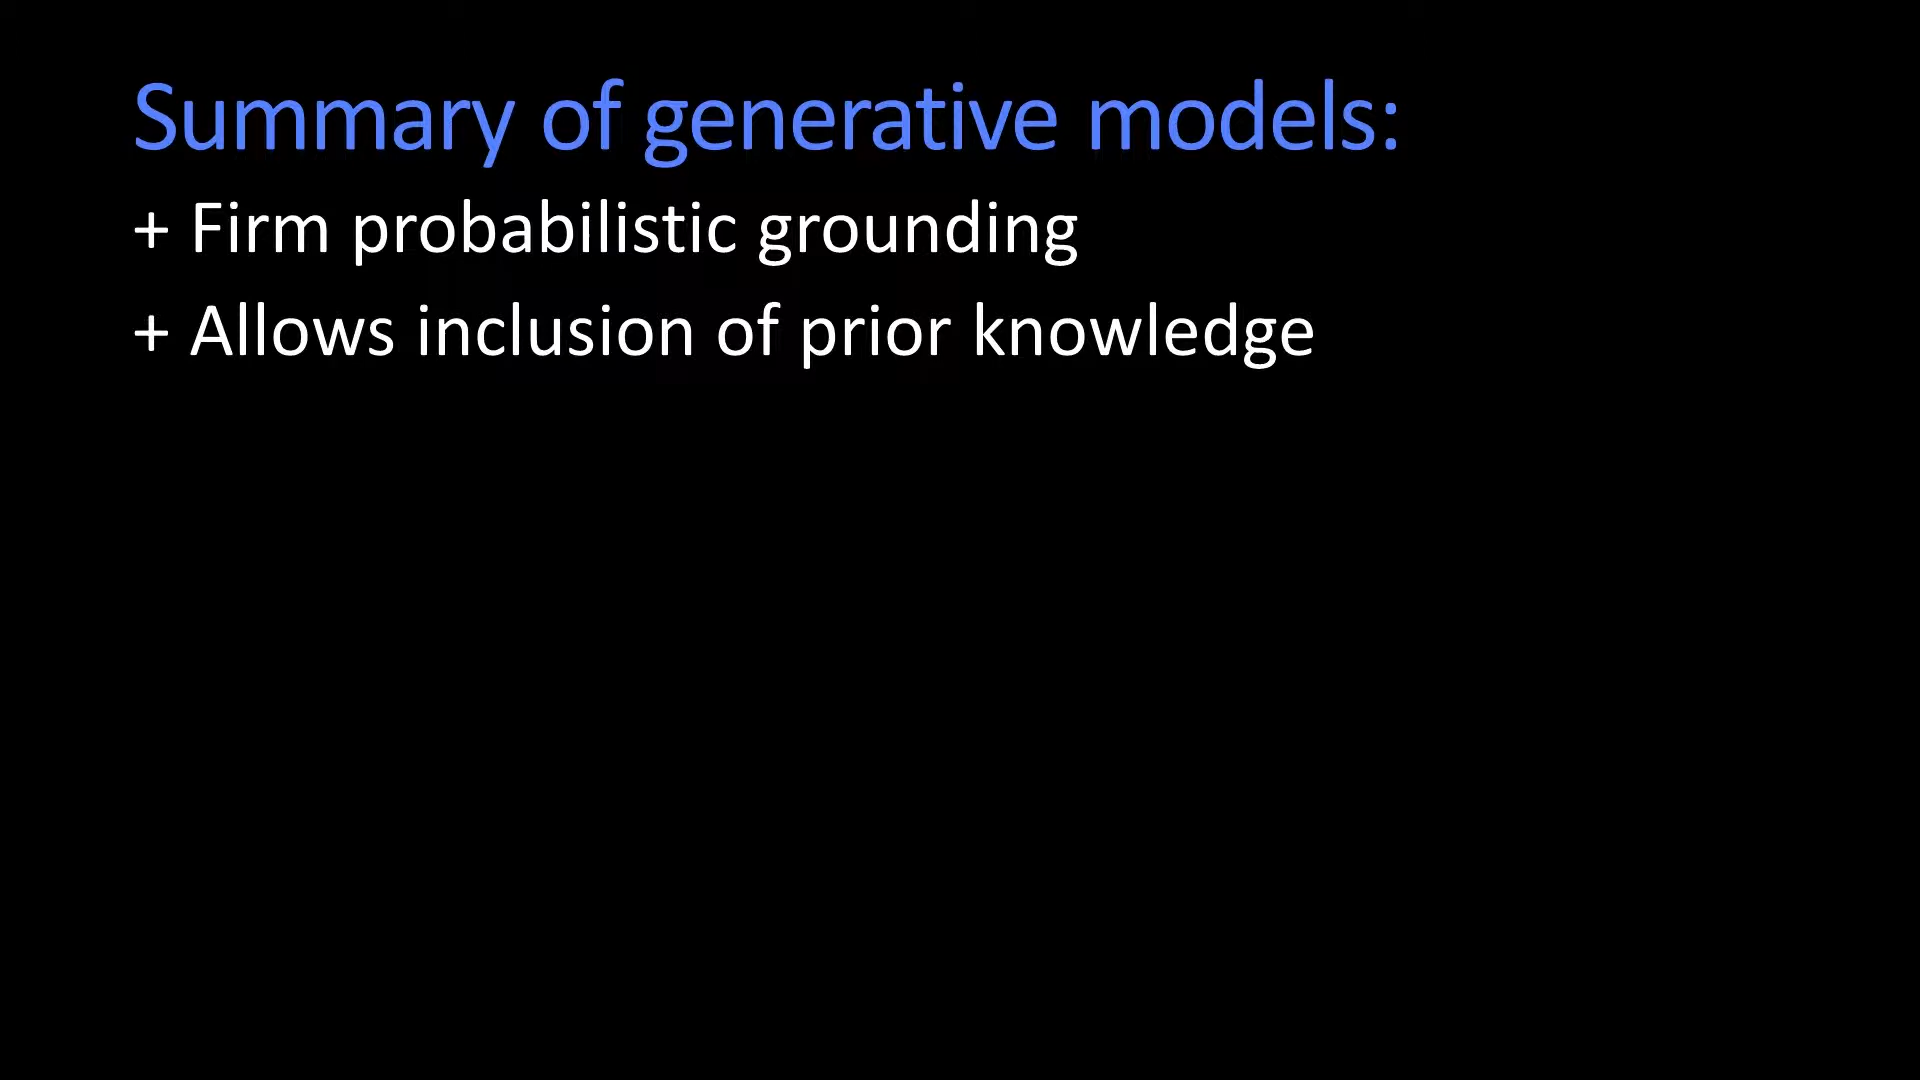 Summary of generative models:
+ Firm probabilistic grounding
+ Allows inclusion of prior knowledge